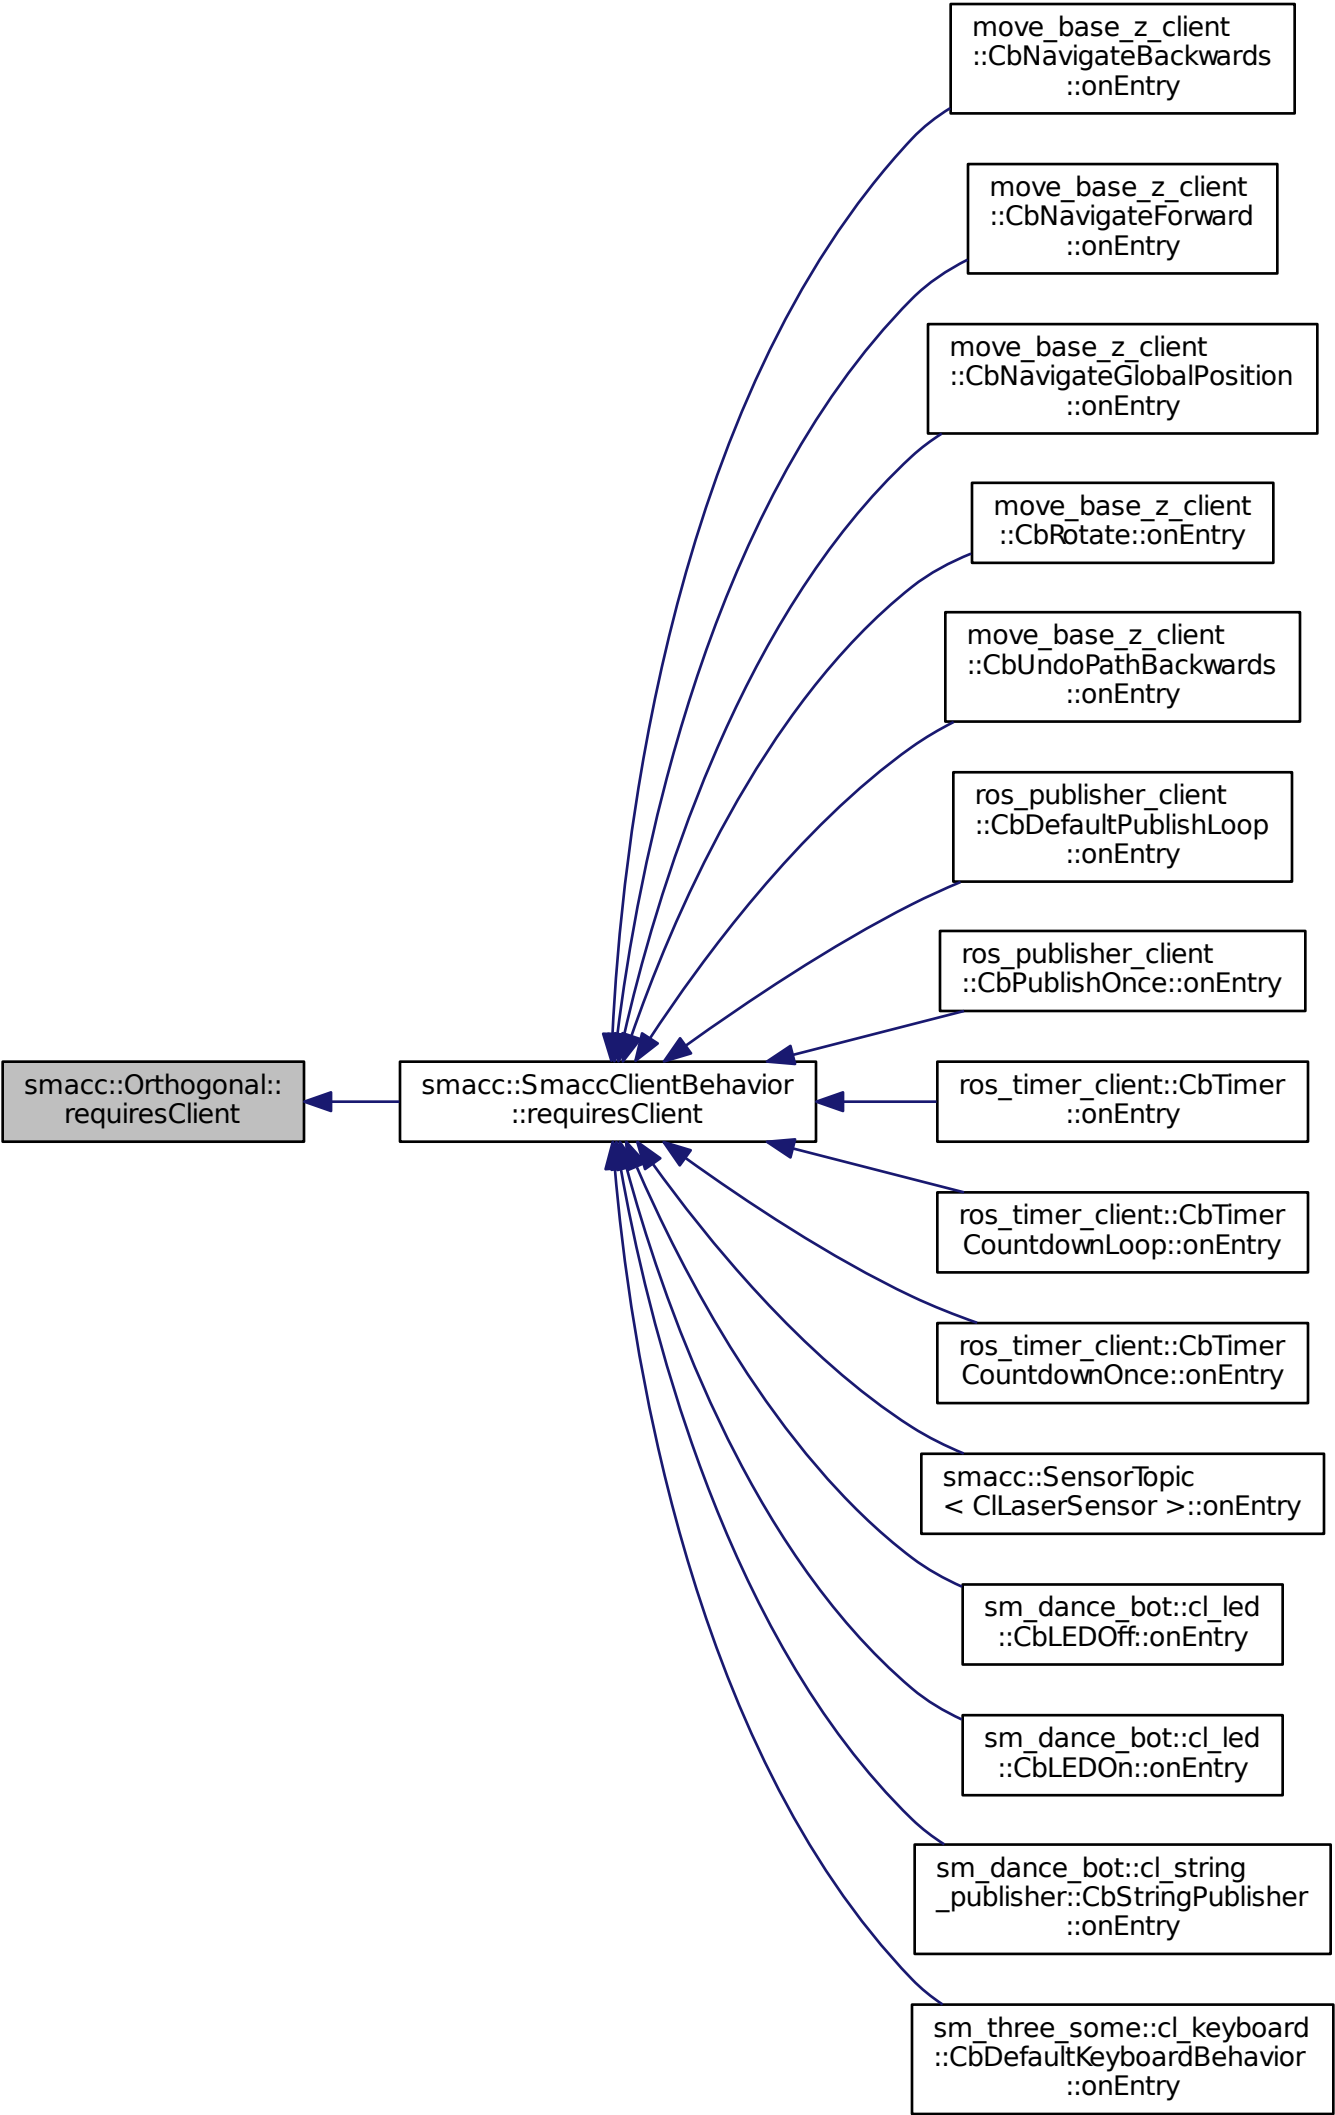 move_base_z_client
::CbNavigateBackwards
::onEntry
move_base_z_client
::CbNavigateForward
::onEntry
move_base_z_client
::CbNavigateGlobalPosition
::onEntry
move_base_z_client
::CbRotate::onEntry
move_base_z_client
::CbUndoPathBackwards
::onEntry
ros_publisher_client
::CbDefaultPublishLoop
::onEntry
ros_publisher_client
::CbPublishOnce::onEntry
smacc::Orthogonal::
requiresClient
smacc::SmaccClientBehavior
::requiresClient
ros_timer_client::CbTimer
::onEntry
ros_timer_client::CbTimer
CountdownLoop::onEntry
ros_timer_client::CbTimer
CountdownOnce::onEntry
smacc::SensorTopic
< ClLaserSensor >::onEntry
sm_dance_bot::cl_led
::CbLEDOff::onEntry
sm_dance_bot::cl_led
::CbLEDOn::onEntry
sm_dance_bot::cl_string
_publisher::CbStringPublisher
::onEntry
sm_three_some::cl_keyboard
::CbDefaultKeyboardBehavior
::onEntry